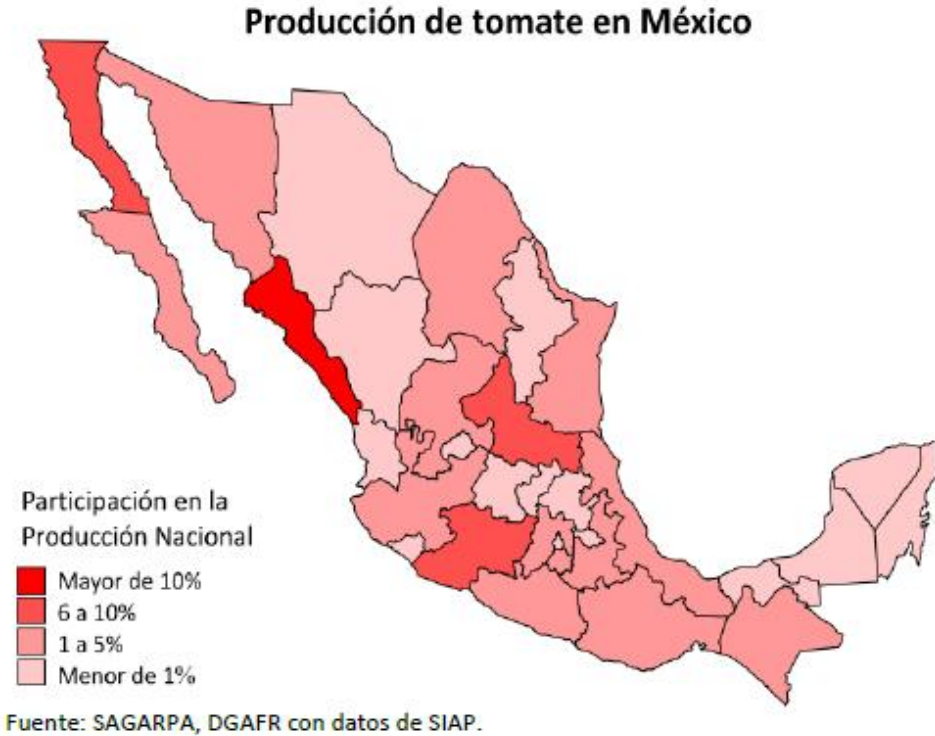 Producción de tomate en México
Participación en la
Producción Nacional
Mayor de 10%
6 a 10%
1 a 5%
Menor de 1%
Fuente: SAGARPA, DGAFR con datos de SIAP.